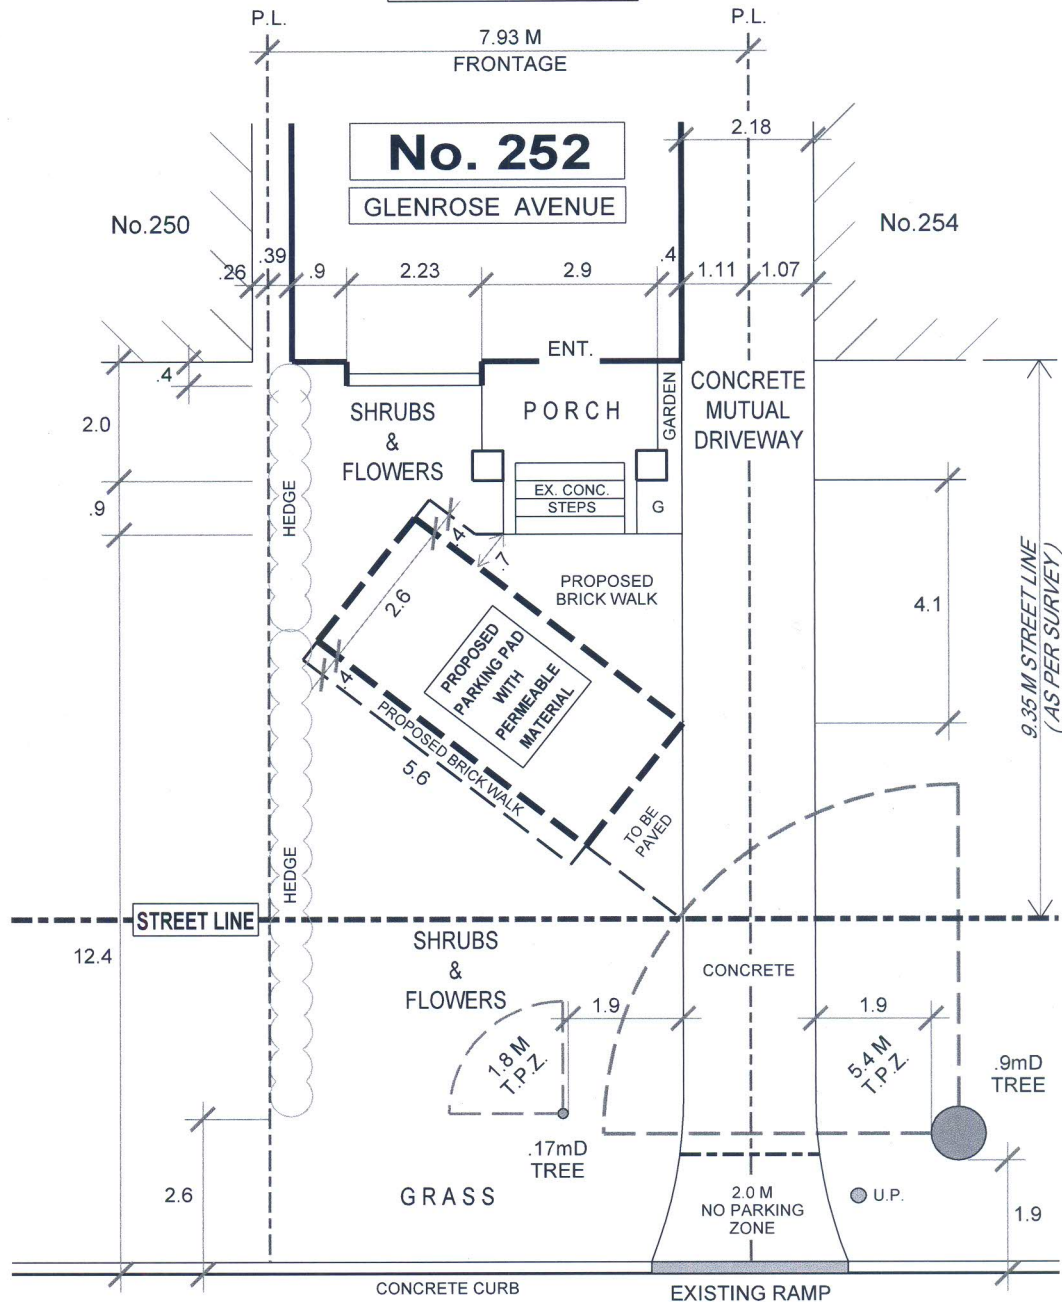 P.L.
P.L.
7.93 M
FRONTAGE
No. 252
GLENROSE AVENUE
2.18
No.250
No.254
.26
.39
.9
2.23
2.9
.4
1.11
1.07
ENT.
.4
2.0
.9
SHRUBS
&
FLOWERS
PORCH
GARDEN
CONCRETE
MUTUAL
DRIVEWAY
EX. CONC.
STEPS
G
HEDGE
.4
.7
2.6
PROPOSED
BRICK WALK
4.1
9.35 M STREET LINE
(AS PER SURVEY)
PROPOSED
PARKING PAD
WITH
PERMEABLE
MATERIAL
.4
PROPOSED BRICK WALK
5.6
TO BE
PAVED
HEDGE
STREET LINE
12.4
SHRUBS
&
FLOWERS
CONCRETE
1.9
1.9
1.8 M
T.P.Z.
5.4 M
T.P.Z.
.9mD
TREE
.17mD
TREE
2.6
GRASS
2.0 M
NO PARKING
ZONE
U.P.
1.9
CONCRETE CURB
EXISTING RAMP